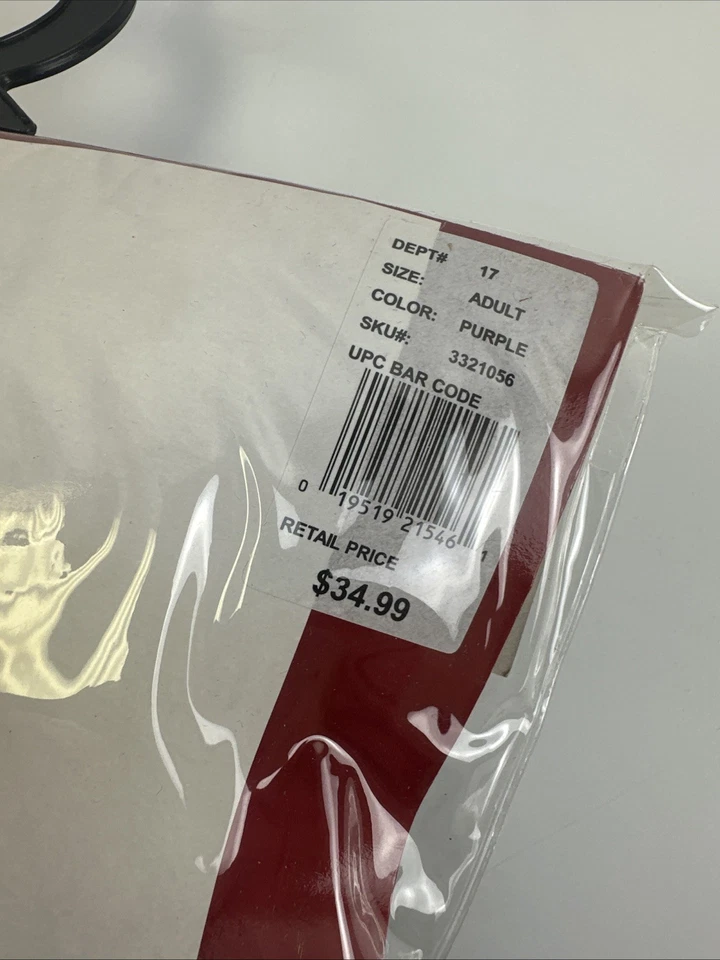 DEPT# 17
SIZE: ADULT
COLOR: PURPLE
SKU#: 3321056
UPC BAR CODE
0 19519 21546 1
RETAIL PRICE
$34.99